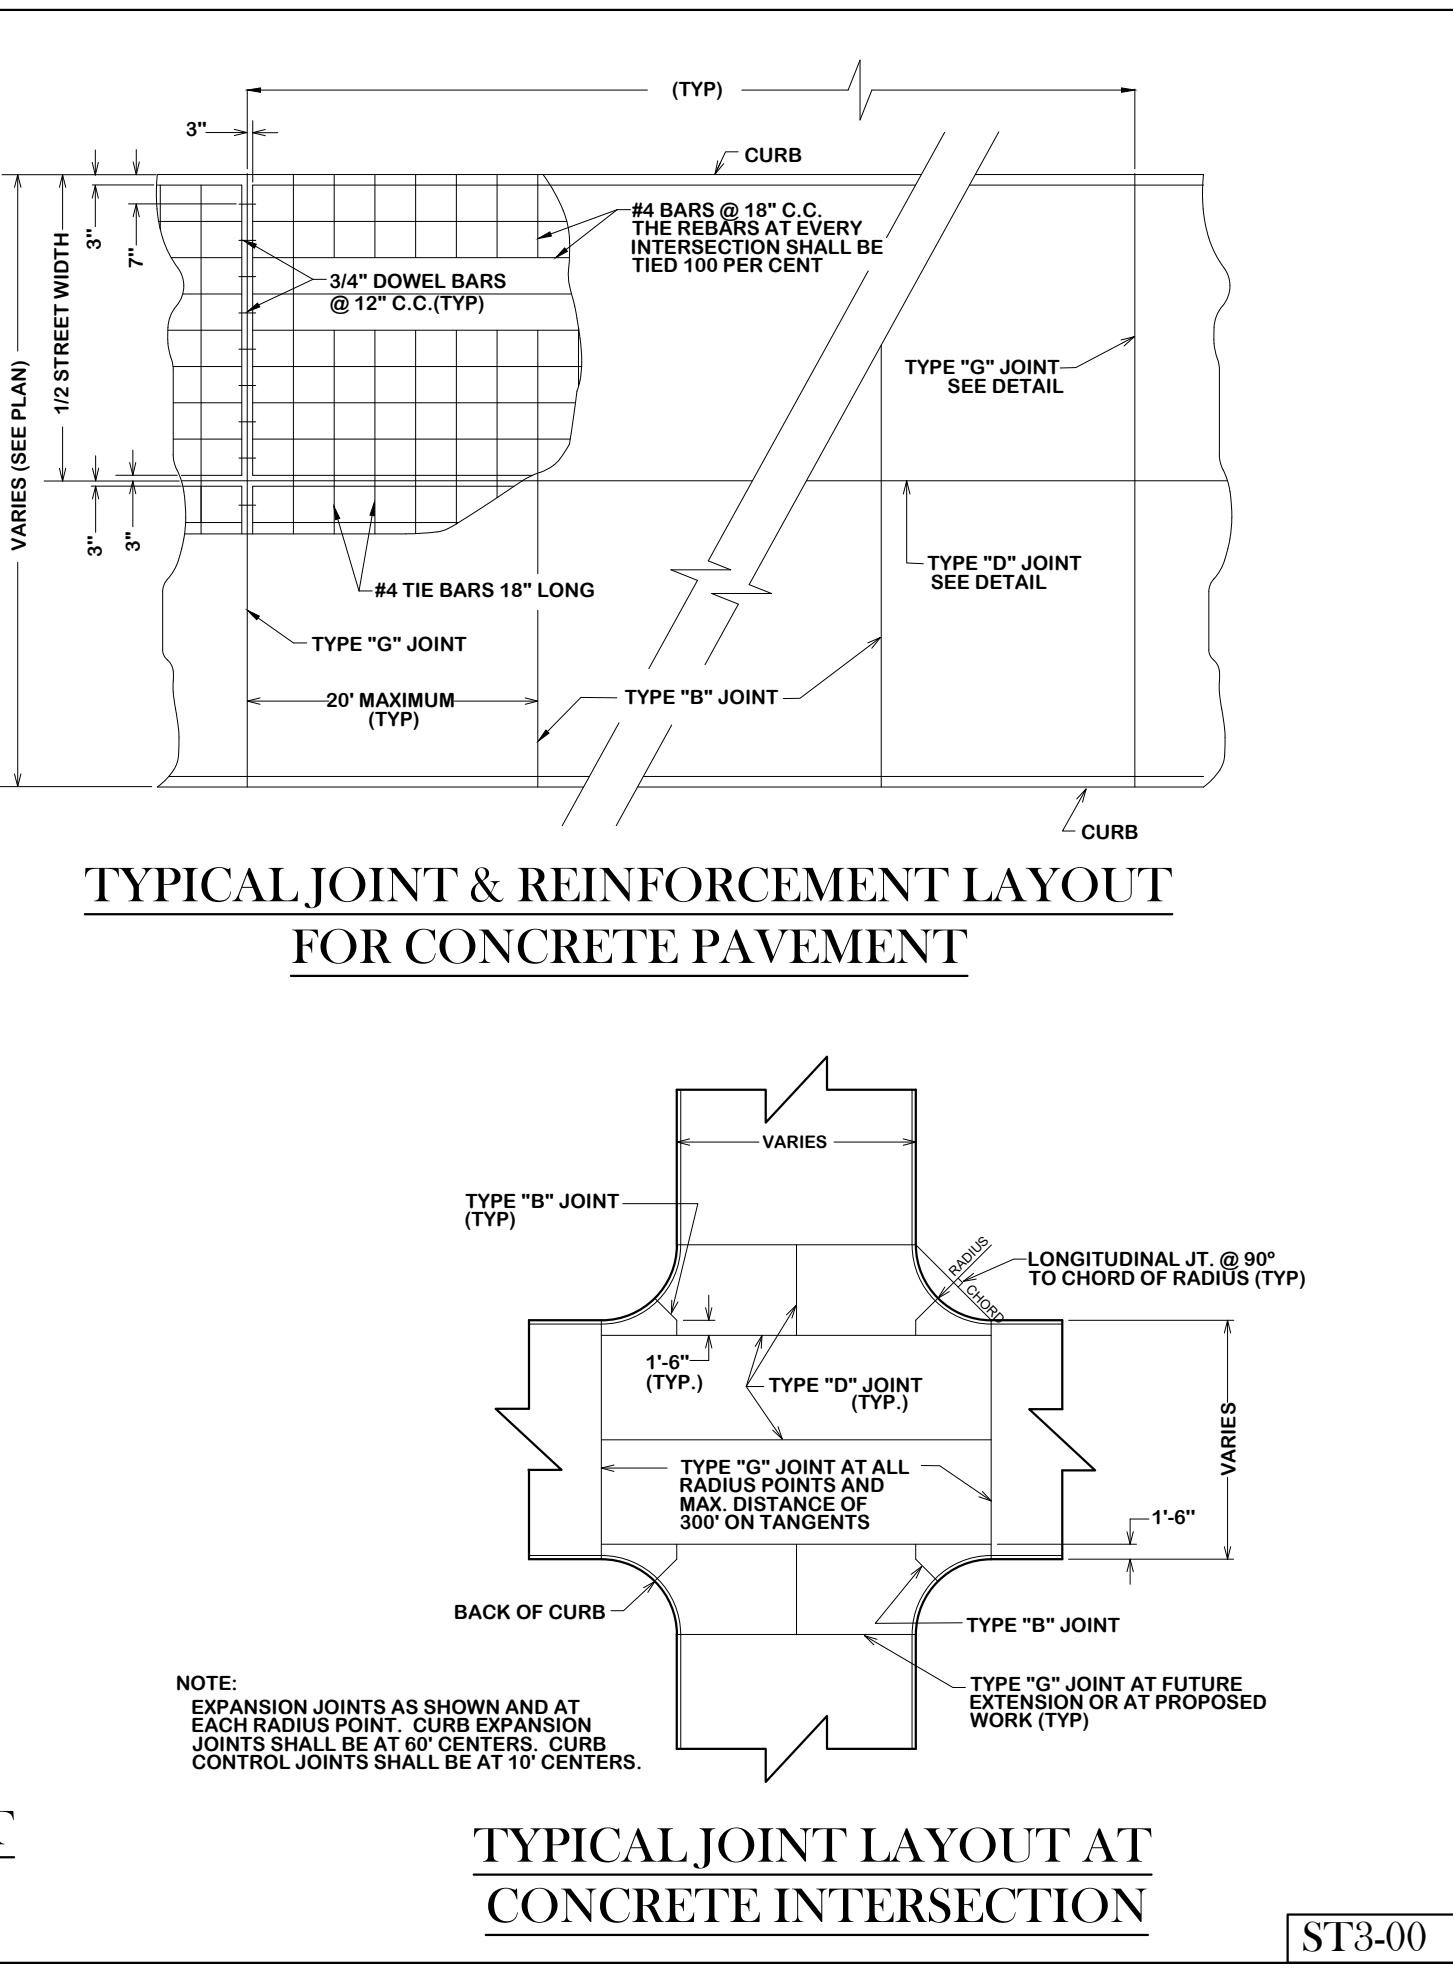 (TYP)
3"
CURB
#4 BARS @ 18" C.C.
THE REBARS AT EVERY
INTERSECTION SHALL BE
TIED 100 PER CENT
3"
7"
3/4" DOWEL BARS
@ 12" C.C.(TYP)
1/2 STREET WIDTH
VARIES (SEE PLAN)
TYPE "G" JOINT
SEE DETAIL
3"
3"
TYPE "D" JOINT
SEE DETAIL
#4 TIE BARS 18" LONG
TYPE "G" JOINT
20' MAXIMUM
(TYP)
TYPE "B" JOINT
CURB
TYPICAL JOINT & REINFORCEMENT LAYOUT
FOR CONCRETE PAVEMENT
VARIES
TYPE "B" JOINT
(TYP)
RADIUS
CHORD
LONGITUDINAL JT. @ 90º
TO CHORD OF RADIUS (TYP)
1'-6"
(TYP.)
TYPE "D" JOINT
(TYP.)
VARIES
TYPE "G" JOINT AT ALL
RADIUS POINTS AND
MAX. DISTANCE OF
300' ON TANGENTS
1'-6"
BACK OF CURB
TYPE "B" JOINT
TYPE "G" JOINT AT FUTURE
EXTENSION OR AT PROPOSED
WORK (TYP)
NOTE:
EXPANSION JOINTS AS SHOWN AND AT
EACH RADIUS POINT. CURB EXPANSION
JOINTS SHALL BE AT 60' CENTERS. CURB
CONTROL JOINTS SHALL BE AT 10' CENTERS.
TYPICAL JOINT LAYOUT AT
CONCRETE INTERSECTION
ST3-00